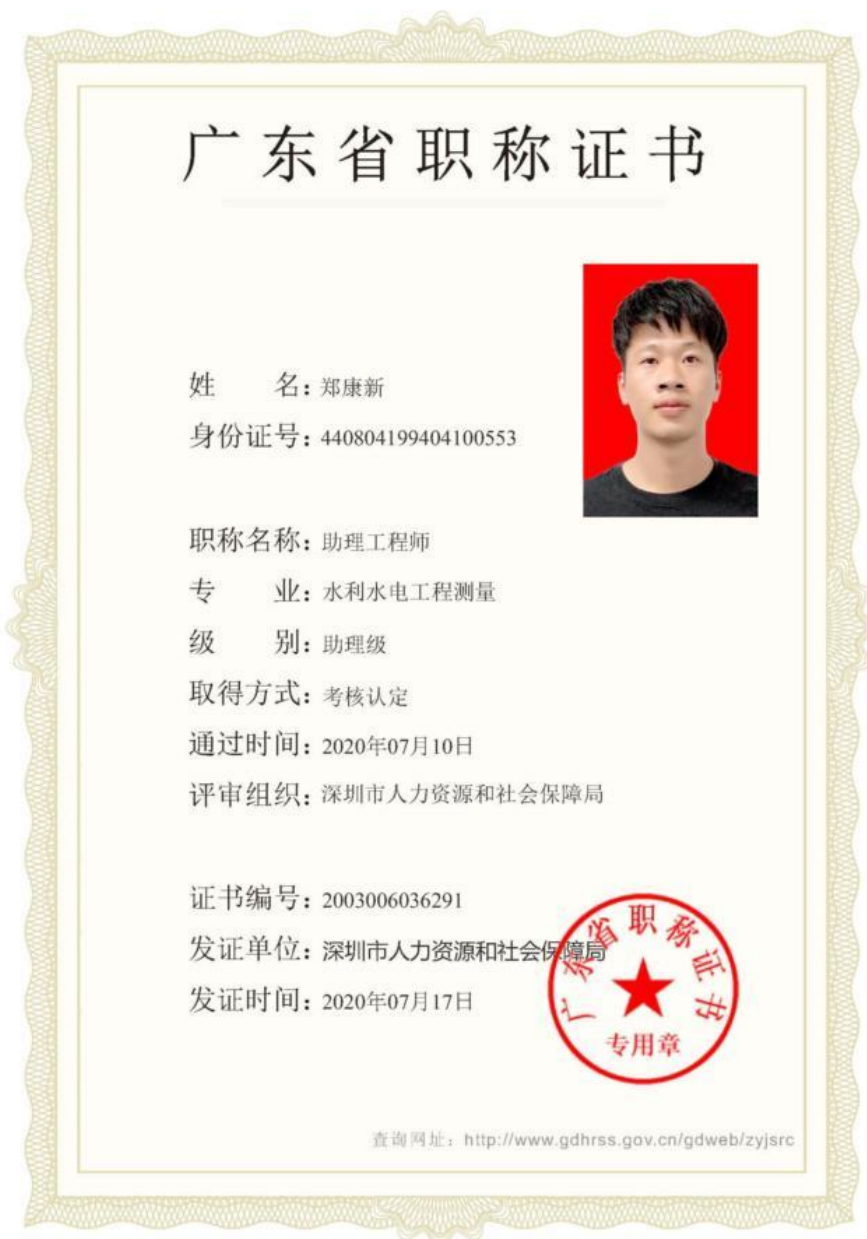 广东省职称证书
姓 名：郑康新
身份证号：440804199404100553
职称名称：助理工程师
专 业：水利水电工程测量
级 别：助理级
取得方式：考核认定
通过时间：2020年07月10日
评审组织：深圳市人力资源和社会保障局
证书编号：2003006036291
发证单位：深圳市人力资源和社会保障局
发证时间：2020年07月17日
广东省职称证书
专用章
查询网址：http://www.gdhrss.gov.cn/gdweb/zyjsrc